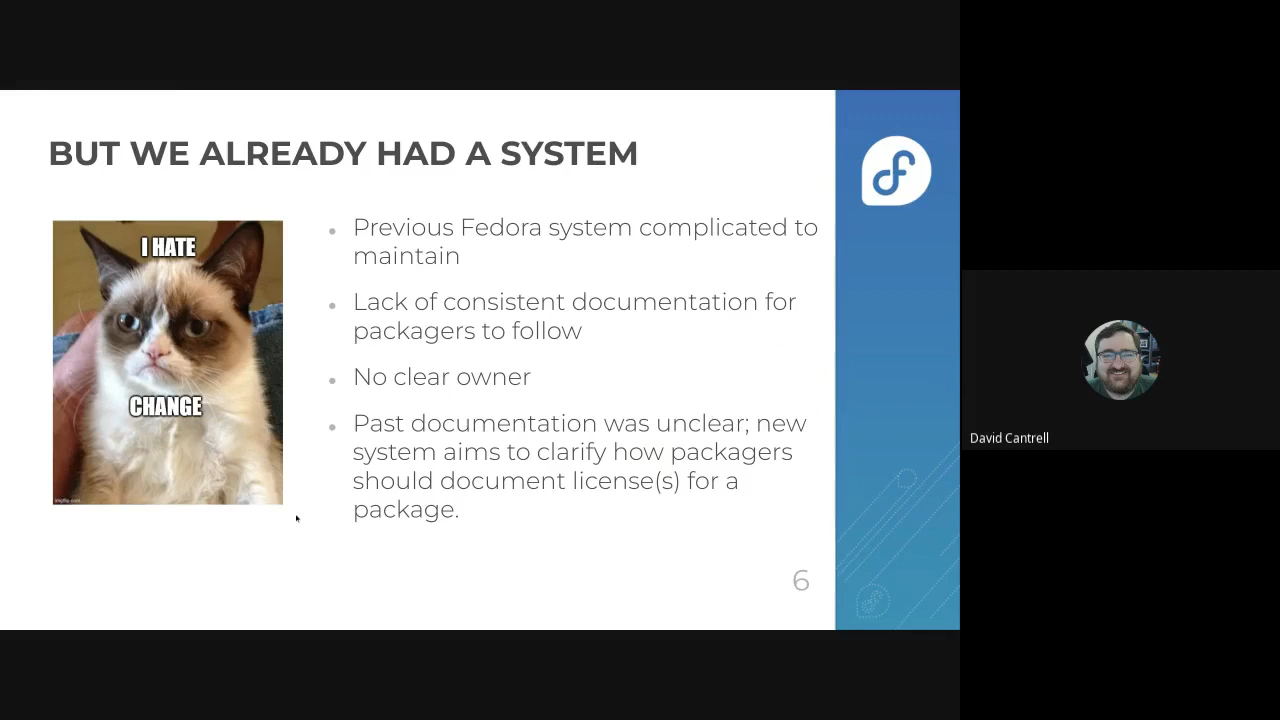 BUT WE ALREADY HAD A SYSTEM
I HATE
CHANGE
imgflip.com
Previous Fedora system complicated to
maintain
Lack of consistent documentation for
packagers to follow
No clear owner
Past documentation was unclear; new
system aims to clarify how packagers
should document license(s) for a
package.
6
David Cantrell